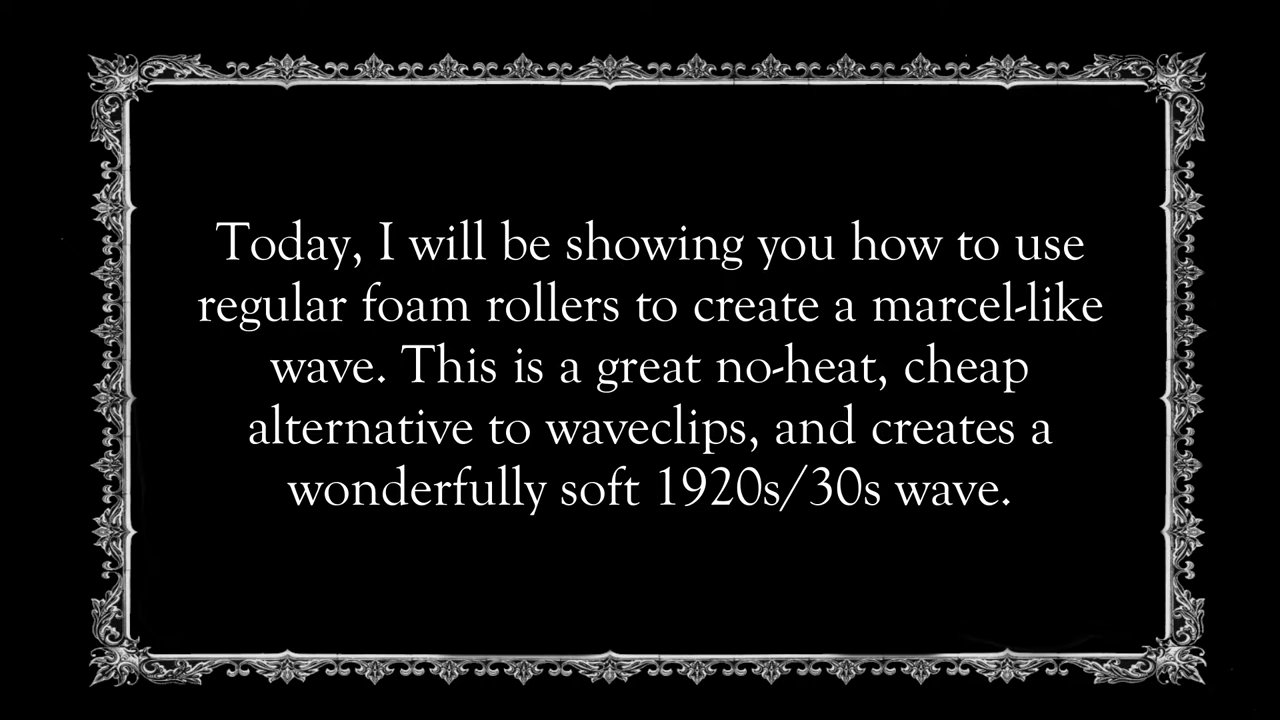 Today, I will be showing you how to use
regular foam rollers to create a marcel-like
wave. This is a great no-heat, cheap
alternative to waveclips, and creates a
wonderfully soft 1920s/30s wave.